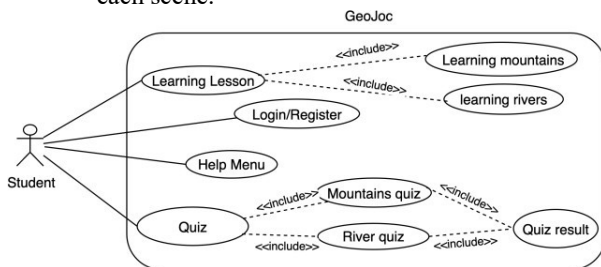 each scene.
GeoJoc
<<include>>
Learning mountains
Learning Lesson
<<include>>
learning rivers
Login/Register
Student
Help Menu
<<include>>
Mountains quiz
<<include>>
Quiz
<<include>>
River quiz
<<include>>
Quiz result